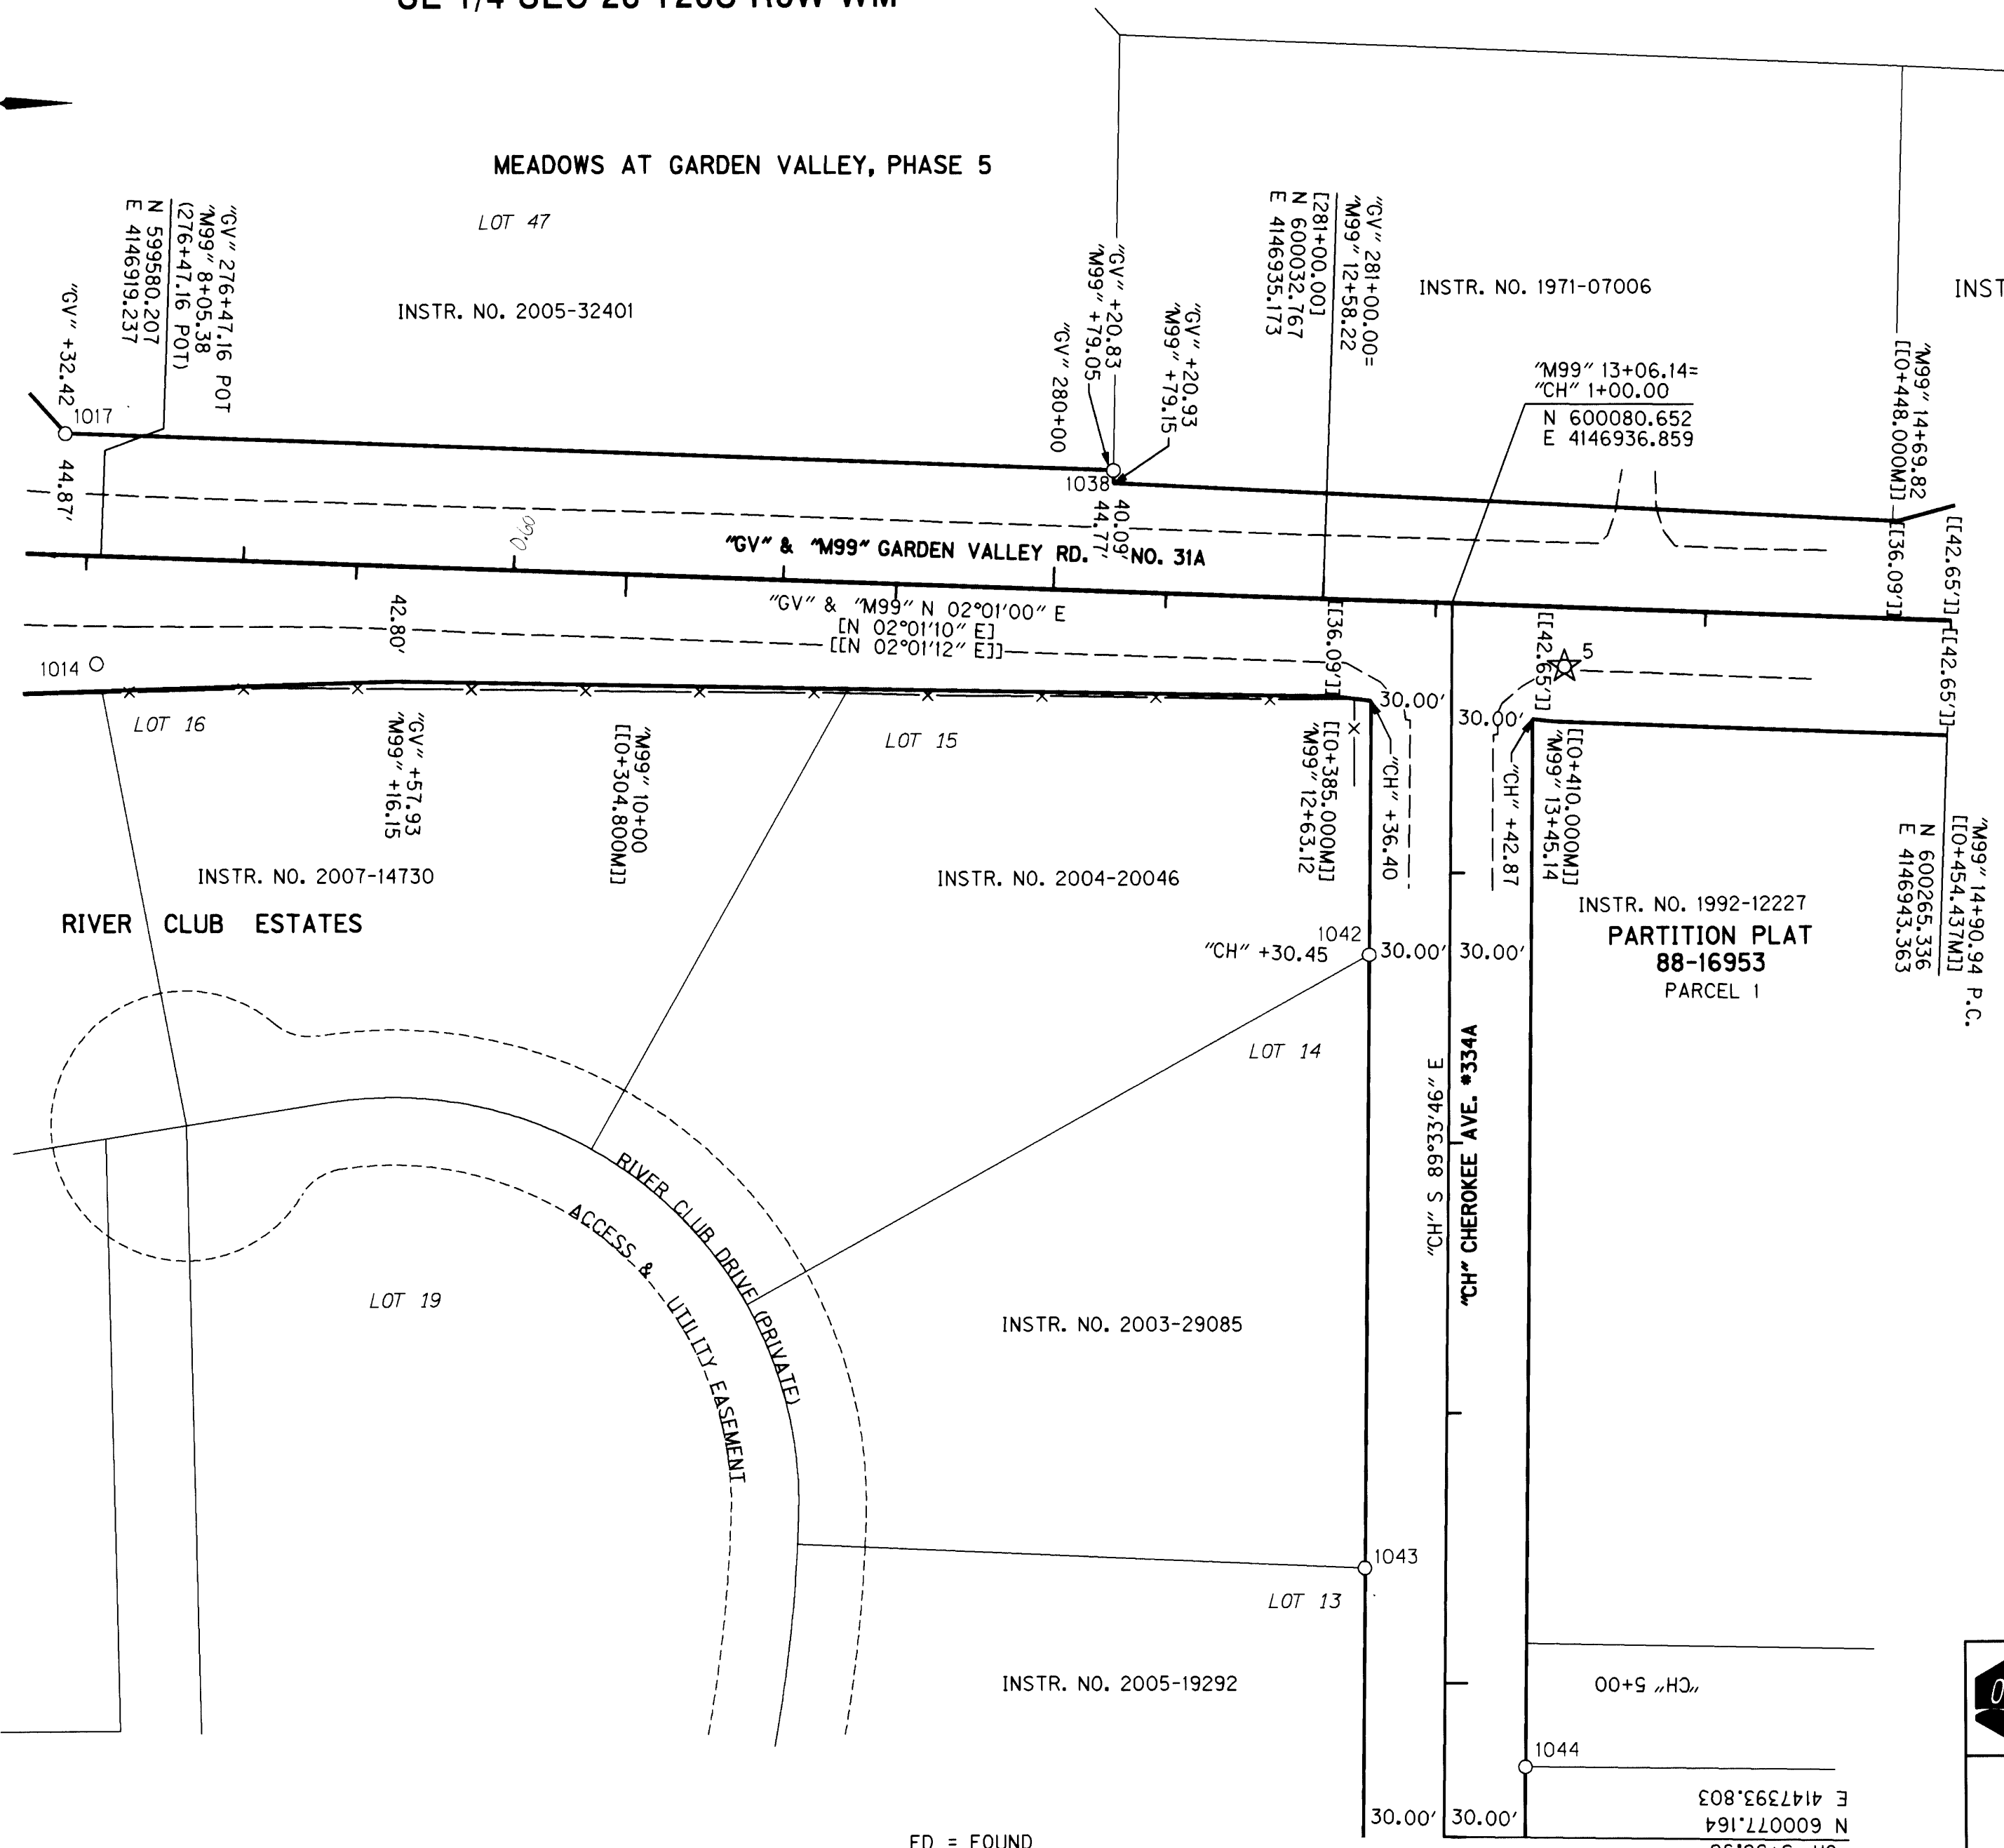 MEADOWS AT GARDEN VALLEY, PHASE 5
LOT 47
INSTR. NO. 2005-32401
"GV" +32.42
1017
44.87'
"GV" 276+47.16 POT
"M99" 8+05.38
(276+47.16 POT)
N 599580.207
E 4146919.237
"GV" 280+00
"GV" +20.83
"M99" +79.05
"GV" +20.93
"M99" +79.15
1038
40.09'
44.77'
"GV" 281+00.00=
"M99" 12+58.22
[281+00.00]
N 600032.767
E 4146935.173
INSTR. NO. 1971-07006
INST
"M99" 13+06.14=
"CH" 1+00.00
N 600080.652
E 4146936.859
"M99" 14+69.82
[[0+448.000M]]
[[36.09']]
[[42.65']]
[[42.65']]
"GV" & "M99" GARDEN VALLEY RD. NO. 31A
"GV" & "M99" N 02°01'00" E
[N 02°01'10" E]
[[N 02°01'12" E]]
42.80'
1014
LOT 16
"GV" +57.93
"M99" +16.15
"M99" 10+00
[[0+304.800M]]
LOT 15
[[36.09']]
[[0+385.000M]]
"M99" 12+63.12
30.00'
30.00'
"CH" +36.40
"CH" +42.87
[[42.65']]
5
[[0+410.000M]]
"M99" 13+45.14
INSTR. NO. 2007-14730
RIVER CLUB ESTATES
INSTR. NO. 2004-20046
INSTR. NO. 1992-12227
PARTITION PLAT
88-16953
PARCEL 1
"M99" 14+90.94 P.C.
[[0+454.437M]]
N 600265.336
E 4146943.363
1042
"CH" +30.45
30.00'
30.00'
LOT 14
"CH" S 89°33'46" E
"CH" CHEROKEE AVE. #334A
RIVER CLUB DRIVE (PRIVATE)
ACCESS & UTILITY EASEMENT
LOT 19
INSTR. NO. 2003-29085
1043
LOT 13
INSTR. NO. 2005-19292
"CH" 5+00
1044
E 4147393.803
N 600077.164
30.00'
30.00'
FD = FOUND